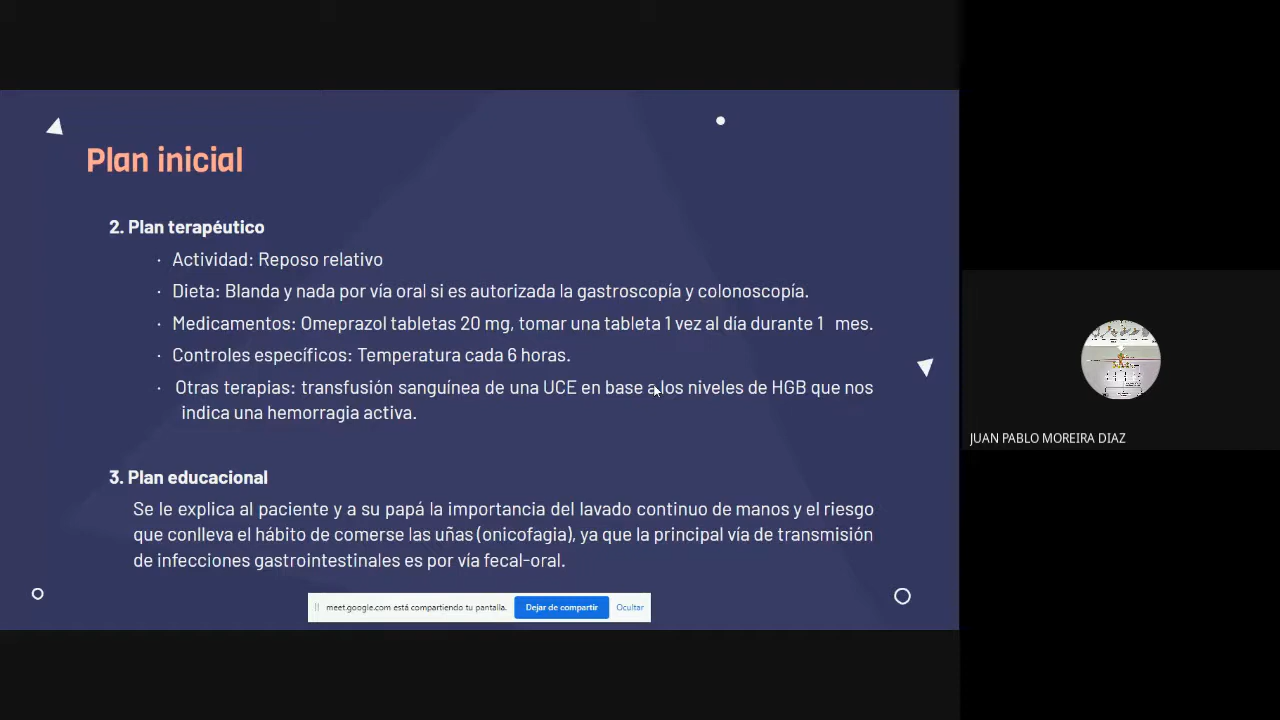 Plan inicial
2. Plan terapéutico
· Actividad: Reposo relativo
· Dieta: Blanda y nada por vía oral si es autorizada la gastroscopía y colonoscopía.
· Medicamentos: Omeprazol tabletas 20 mg, tomar una tableta 1 vez al día durante 1 mes.
· Controles específicos: Temperatura cada 6 horas.
· Otras terapias: transfusión sanguínea de una UCE en base a los niveles de HGB que nos
indica una hemorragia activa.
3. Plan educacional
Se le explica al paciente y a su papá la importancia del lavado continuo de manos y el riesgo
que conlleva el hábito de comerse las uñas (onicofagia), ya que la principal vía de transmisión
de infecciones gastrointestinales es por vía fecal-oral.
meet.google.com está compartiendo tu pantalla. Dejar de compartir Ocultar
JUAN PABLO MOREIRA DIAZ